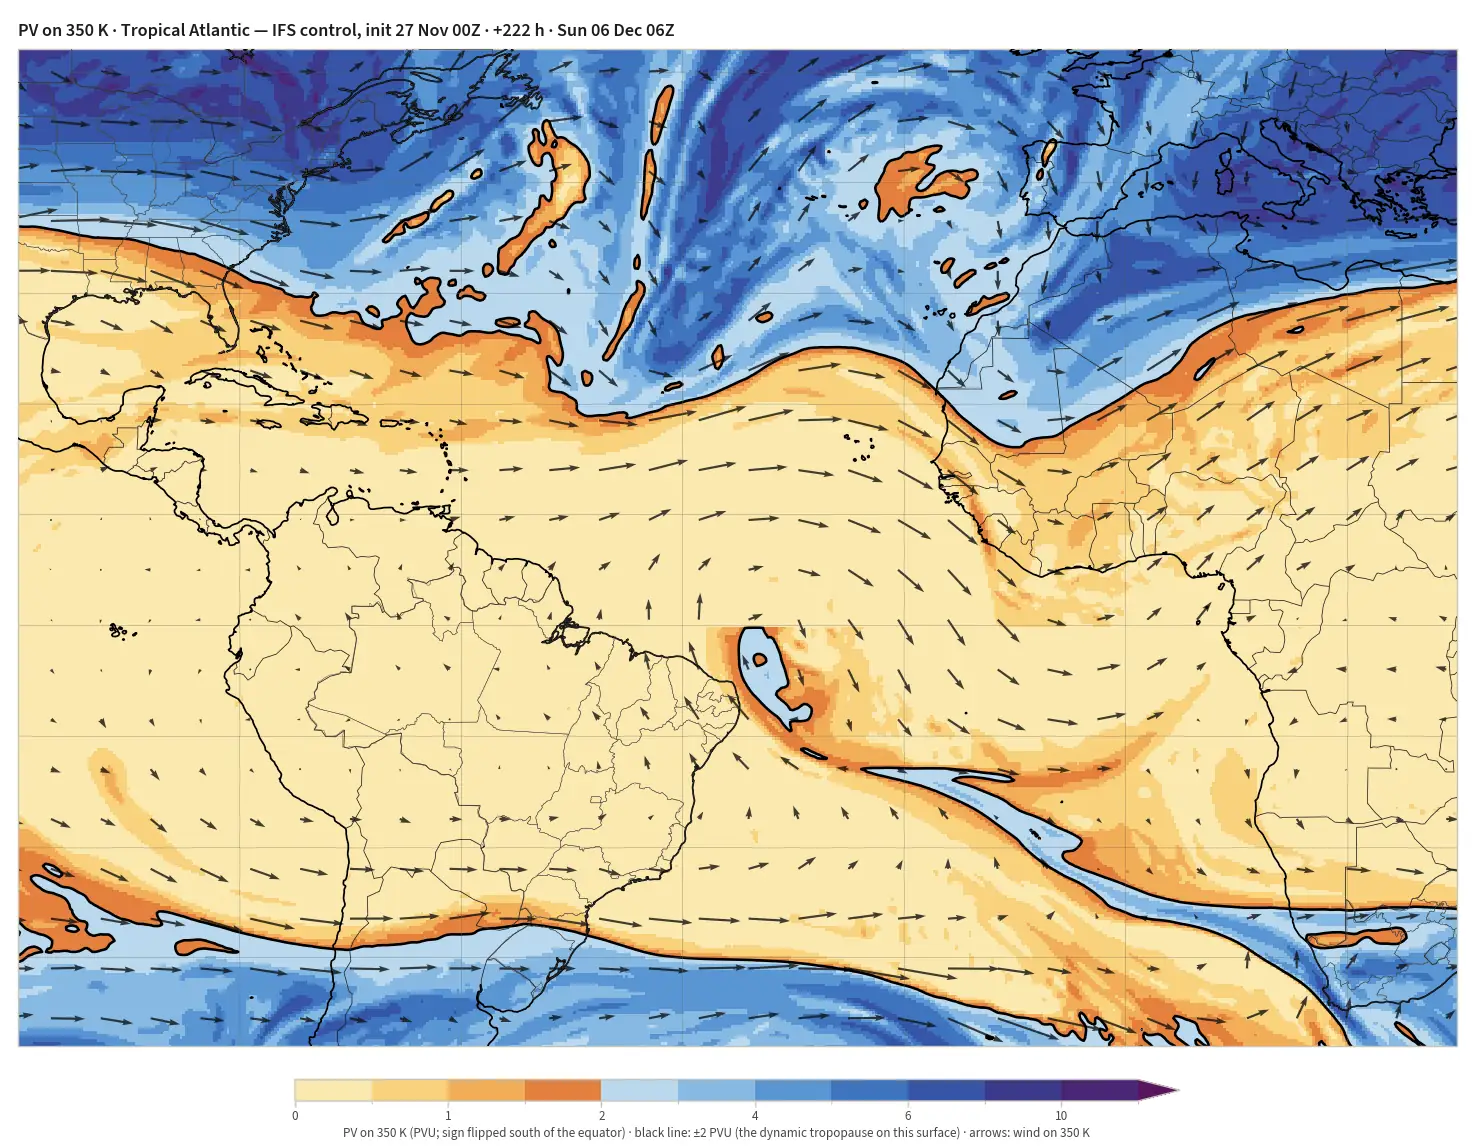 PV on 350 K · Tropical Atlantic — IFS control, init 27 Nov 00Z · +222 h · Sun 06 Dec 06Z
0 1 2 4 6 10
PV on 350 K (PVU; sign flipped south of the equator) · black line: ±2 PVU (the dynamic tropopause on this surface) · arrows: wind on 350 K